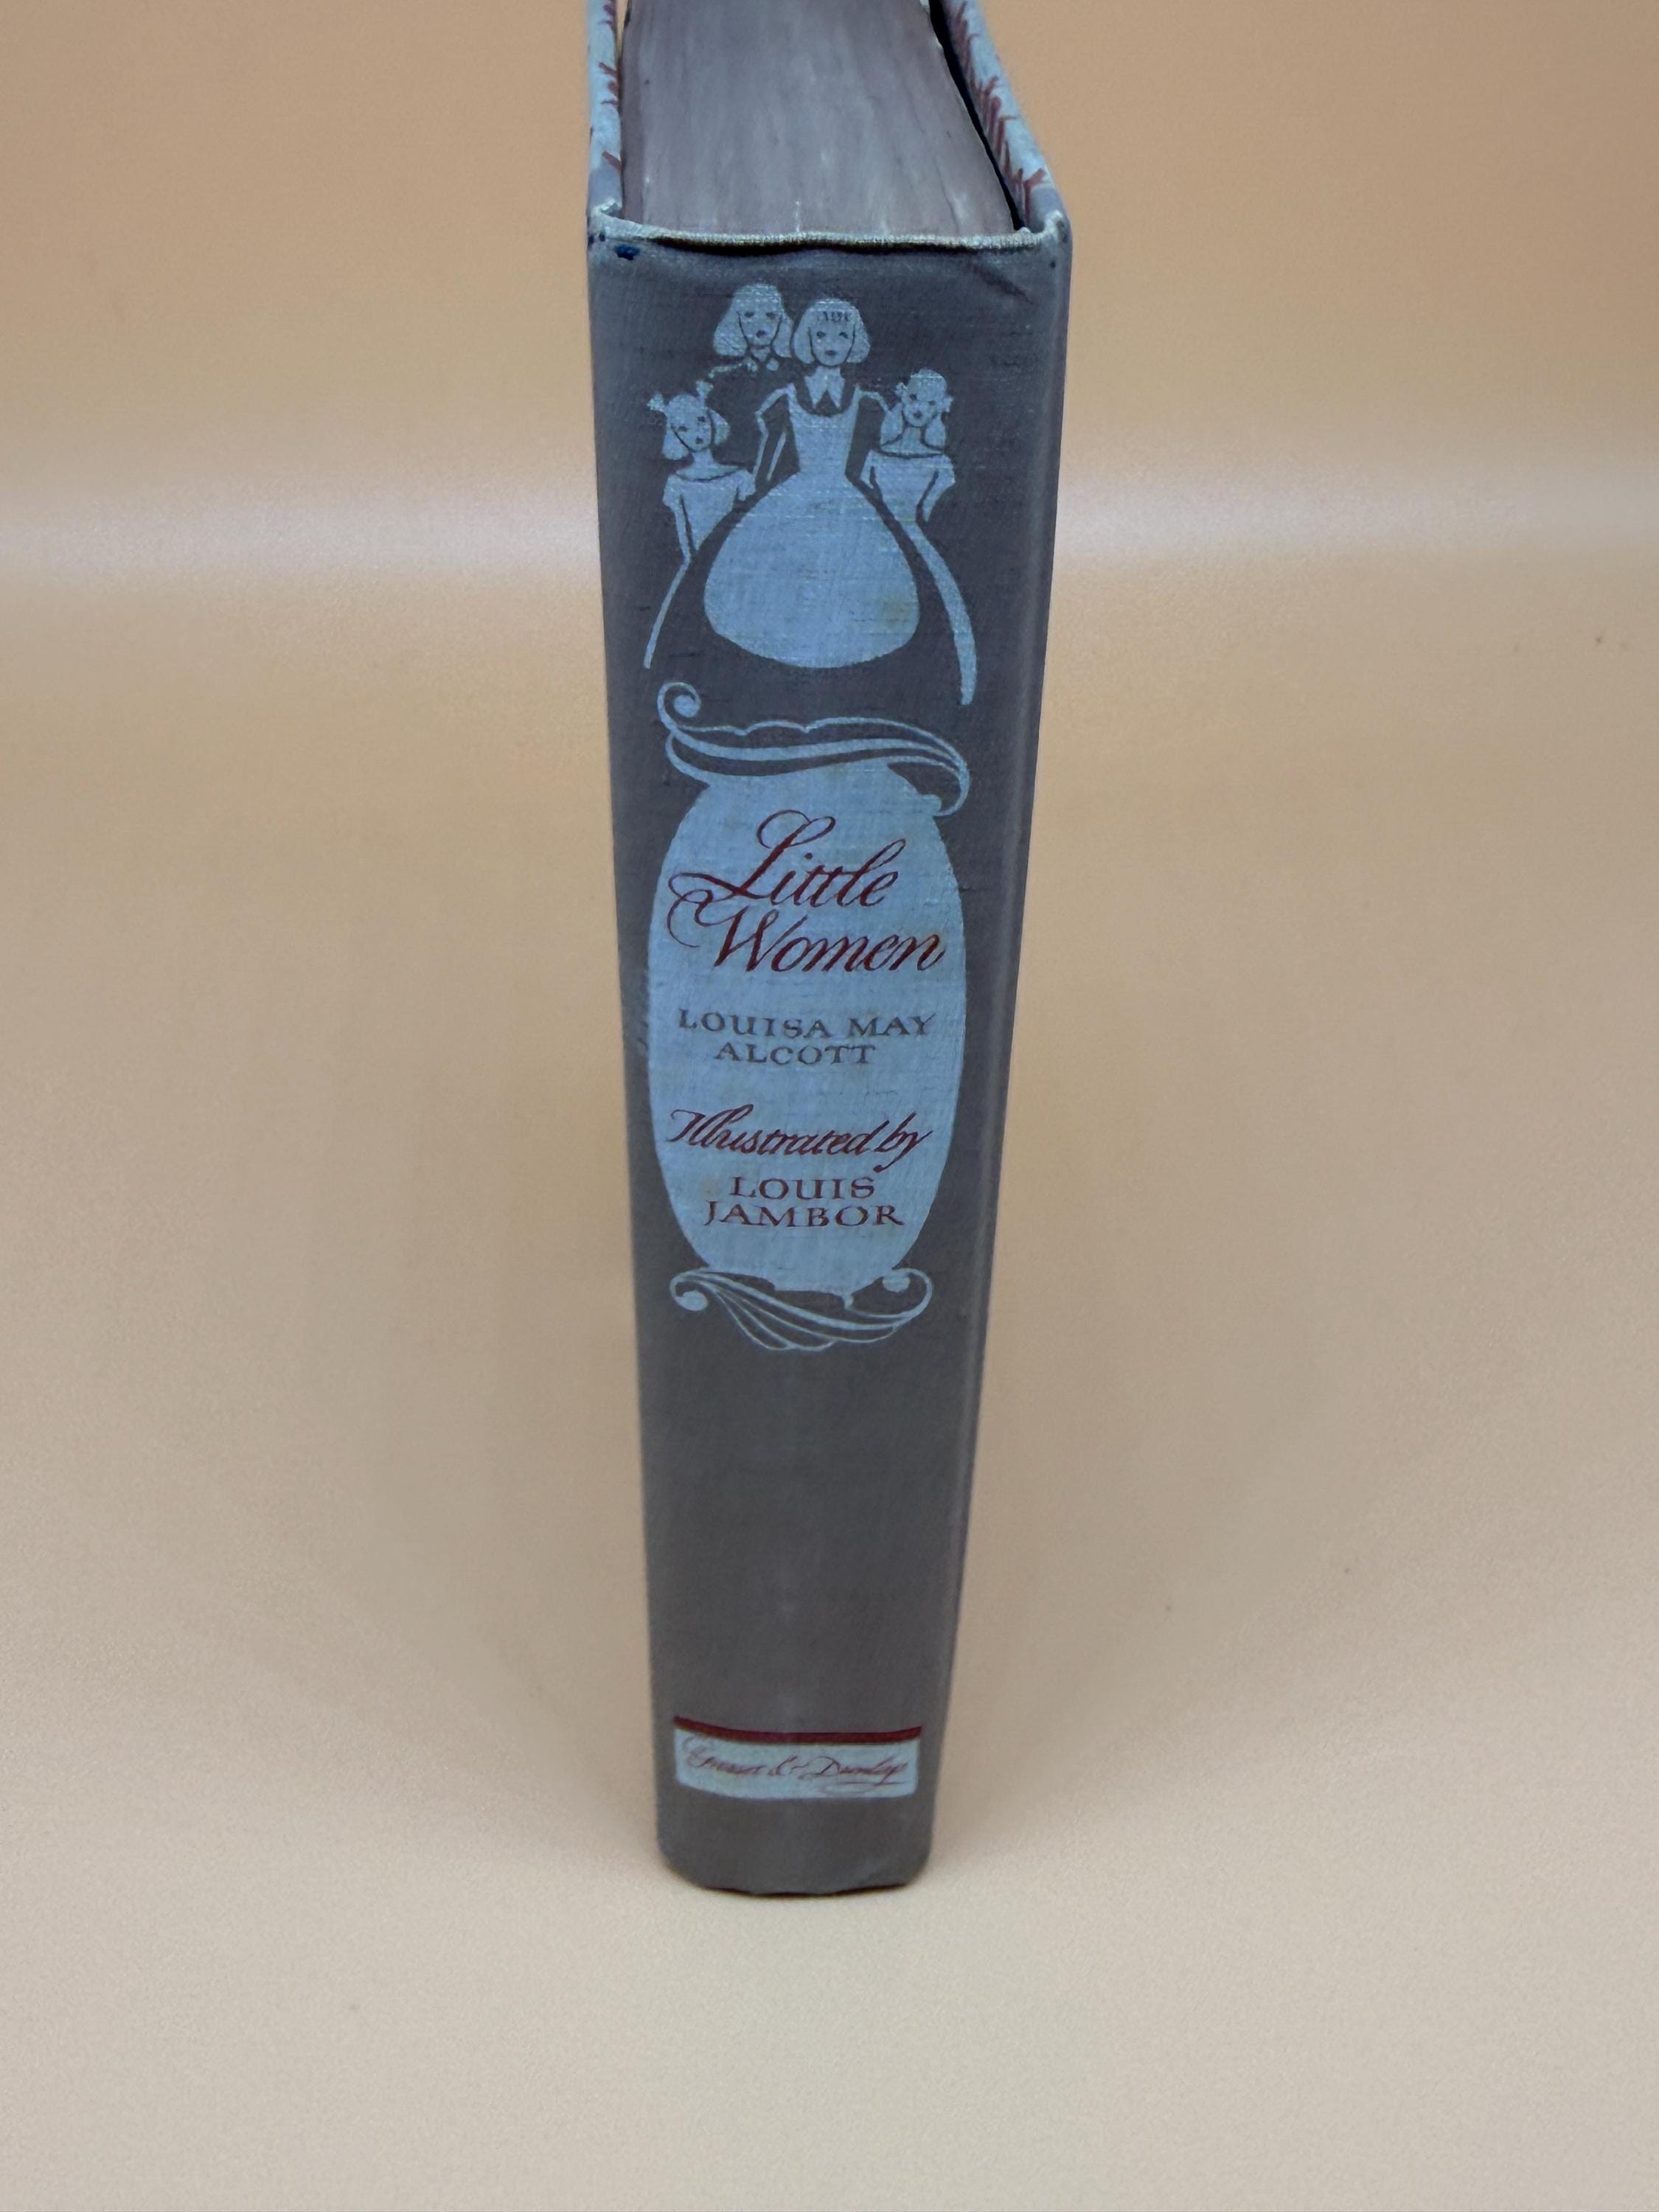 Little
Women
LOUISA MAY
ALCOTT
Illustrated by
LOUIS
JAMBOR
Grosset & Dunlap